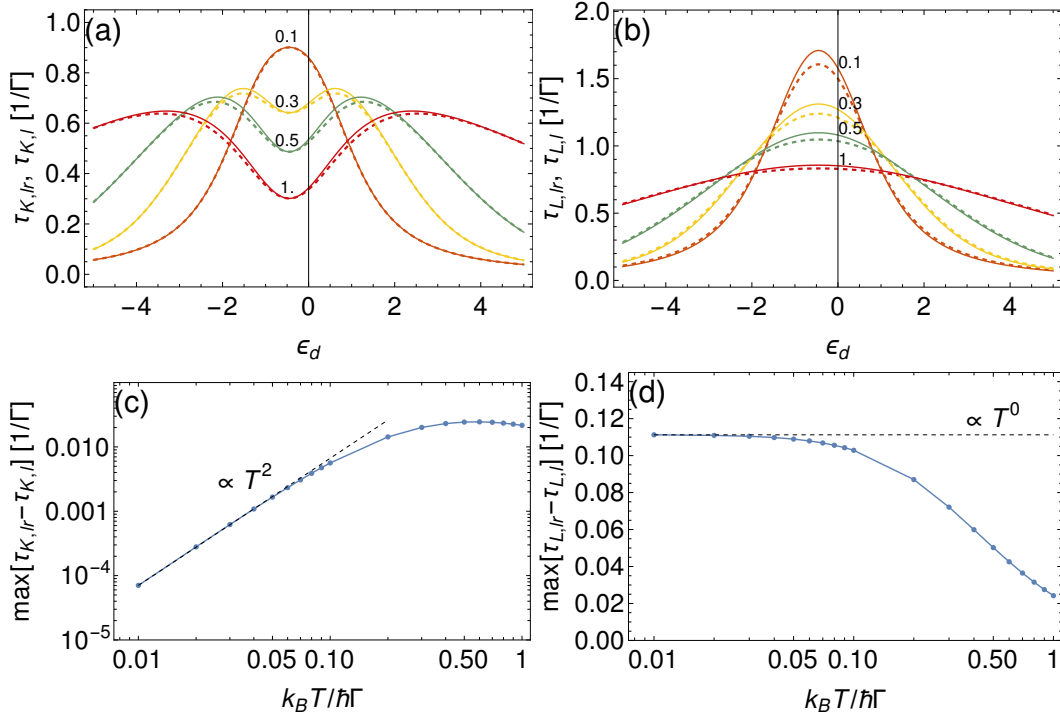 (a)
τ_{K,lr}, τ_{K,l} [1/Γ]
1.0
0.8
0.6
0.4
0.2
0.0
0.1
0.3
0.5
1.
−4 −2 0 2 4
ϵ_d
(b)
τ_{L,lr}, τ_{L,l} [1/Γ]
2.0
1.5
1.0
0.5
0.0
0.1
0.3
0.5
1.
−4 −2 0 2 4
ϵ_d
(c)
max[τ_{K,lr}−τ_{K,l}] [1/Γ]
0.010
0.001
10^{−4}
10^{−5}
∝ T^2
0.01 0.05 0.10 0.50 1
k_B T/ℏΓ
(d)
max[τ_{L,lr}−τ_{L,l}] [1/Γ]
0.14
0.12
0.10
0.08
0.06
0.04
0.02
0.00
∝ T^0
0.01 0.05 0.10 0.50 1
k_B T/ℏΓ